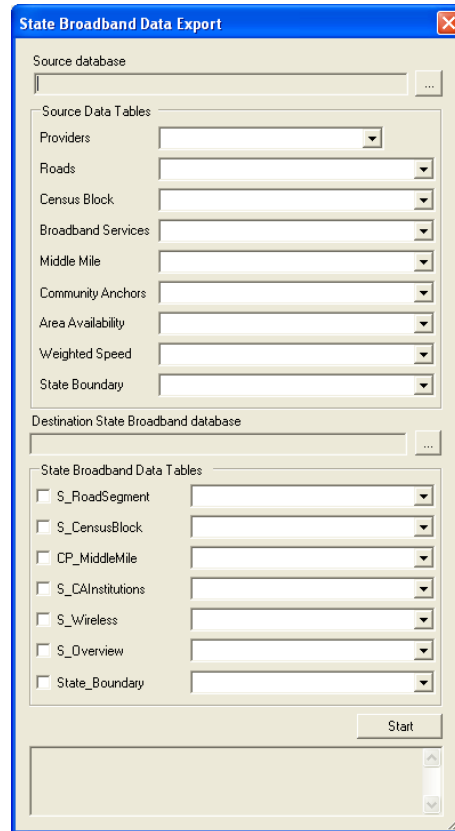 State Broadband Data Export
Source database
...
Source Data Tables
Providers
Roads
Census Block
Broadband Services
Middle Mile
Community Anchors
Area Availability
Weighted Speed
State Boundary
Destination State Broadband database
...
State Broadband Data Tables
S_RoadSegment
S_CensusBlock
CP_MiddleMile
S_CAInstitutions
S_Wireless
S_Overview
State_Boundary
Start